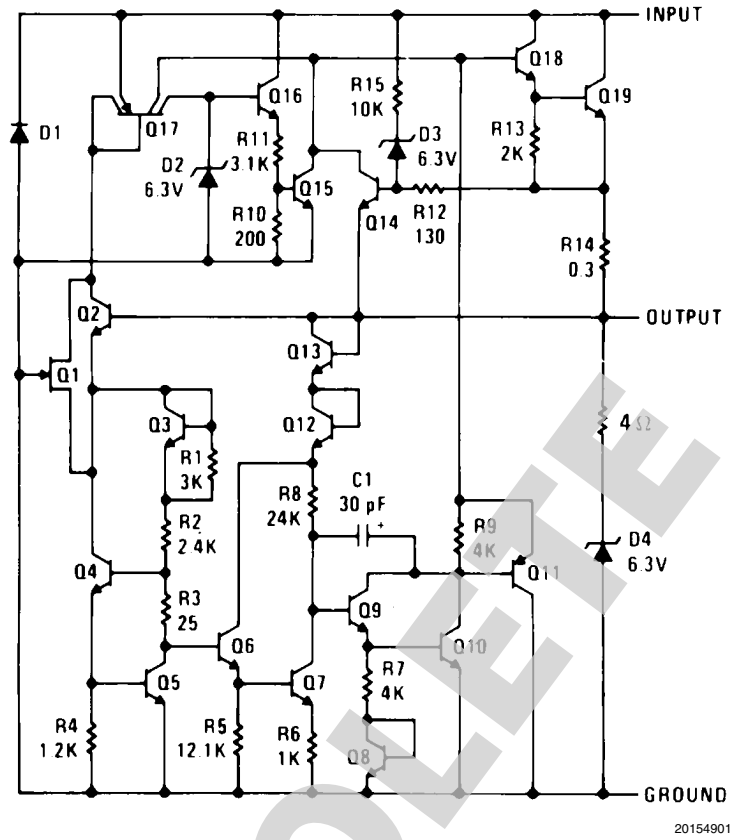 INPUT
Q18
R15
10K
Q16
Q19
D1
Q17
R11
3.1K
D3
6.3V
R13
2K
D2
6.3V
Q15
Q14
R12
130
R10
200
R14
0.3
Q2
OUTPUT
Q13
Q1
Q3
Q12
4 Ω
R1
3K
C1
30 pF
+
R8
24K
R2
2.4K
R9
4K
D4
6.3V
Q4
Q11
R3
25
Q9
Q6
Q10
Q5
Q7
R7
4K
R4
1.2K
R5
12.1K
R6
1K
Q8
GROUND
OLETE
20154901